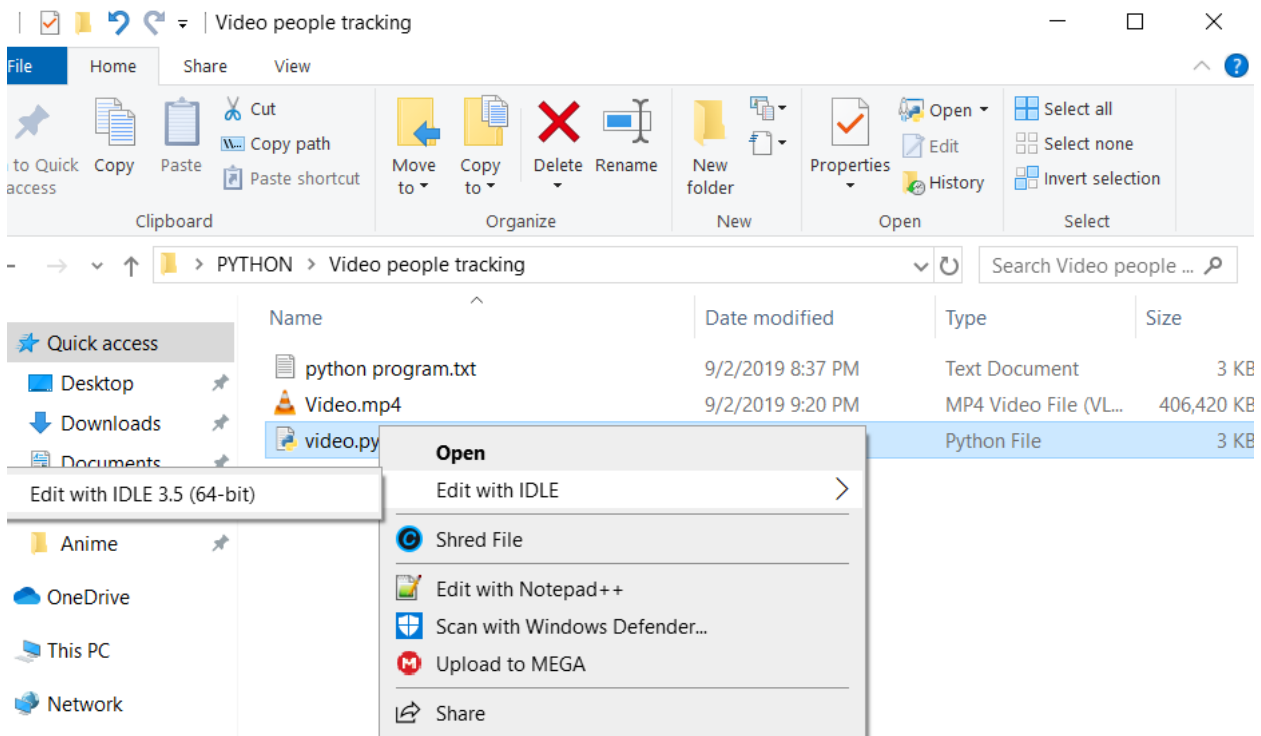 Video people tracking
File Home Share View
Cut
Copy path
Paste shortcut
to Quick access
Copy
Paste
Clipboard
Move to
Copy to
Delete
Rename
Organize
New folder
New
Properties
Open
Edit
History
Open
Select all
Select none
Invert selection
Select
PYTHON > Video people tracking
Search Video people ...
Name Date modified Type Size
Quick access
Desktop
Downloads
Documents
Anime
OneDrive
This PC
Network
python program.txt 9/2/2019 8:37 PM Text Document 3 KB
Video.mp4 9/2/2019 9:20 PM MP4 Video File (VL... 406,420 KB
video.py Python File 3 KB
Edit with IDLE 3.5 (64-bit)
Open
Edit with IDLE
Shred File
Edit with Notepad++
Scan with Windows Defender...
Upload to MEGA
Share